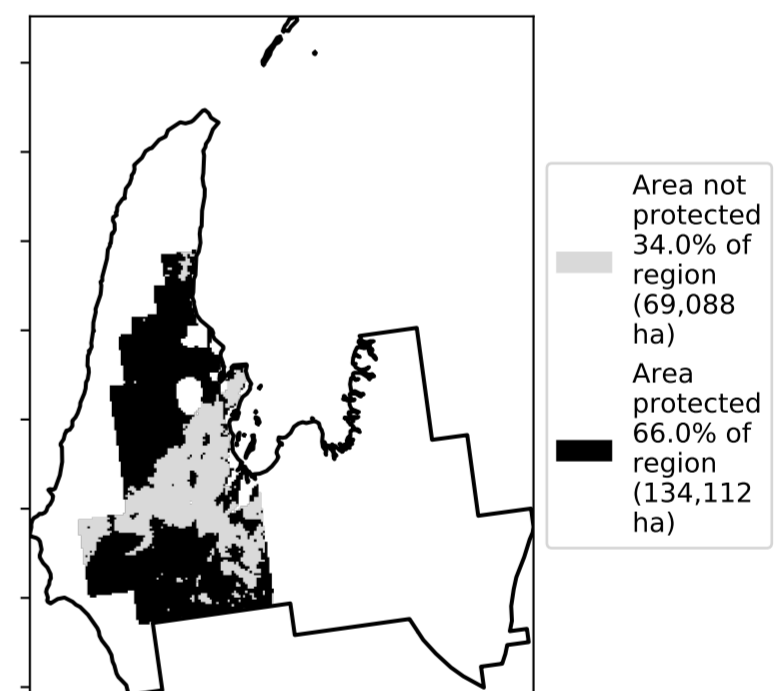 Area not
protected
34.0% of
region
(69,088
ha)
Area
protected
66.0% of
region
(134,112
ha)